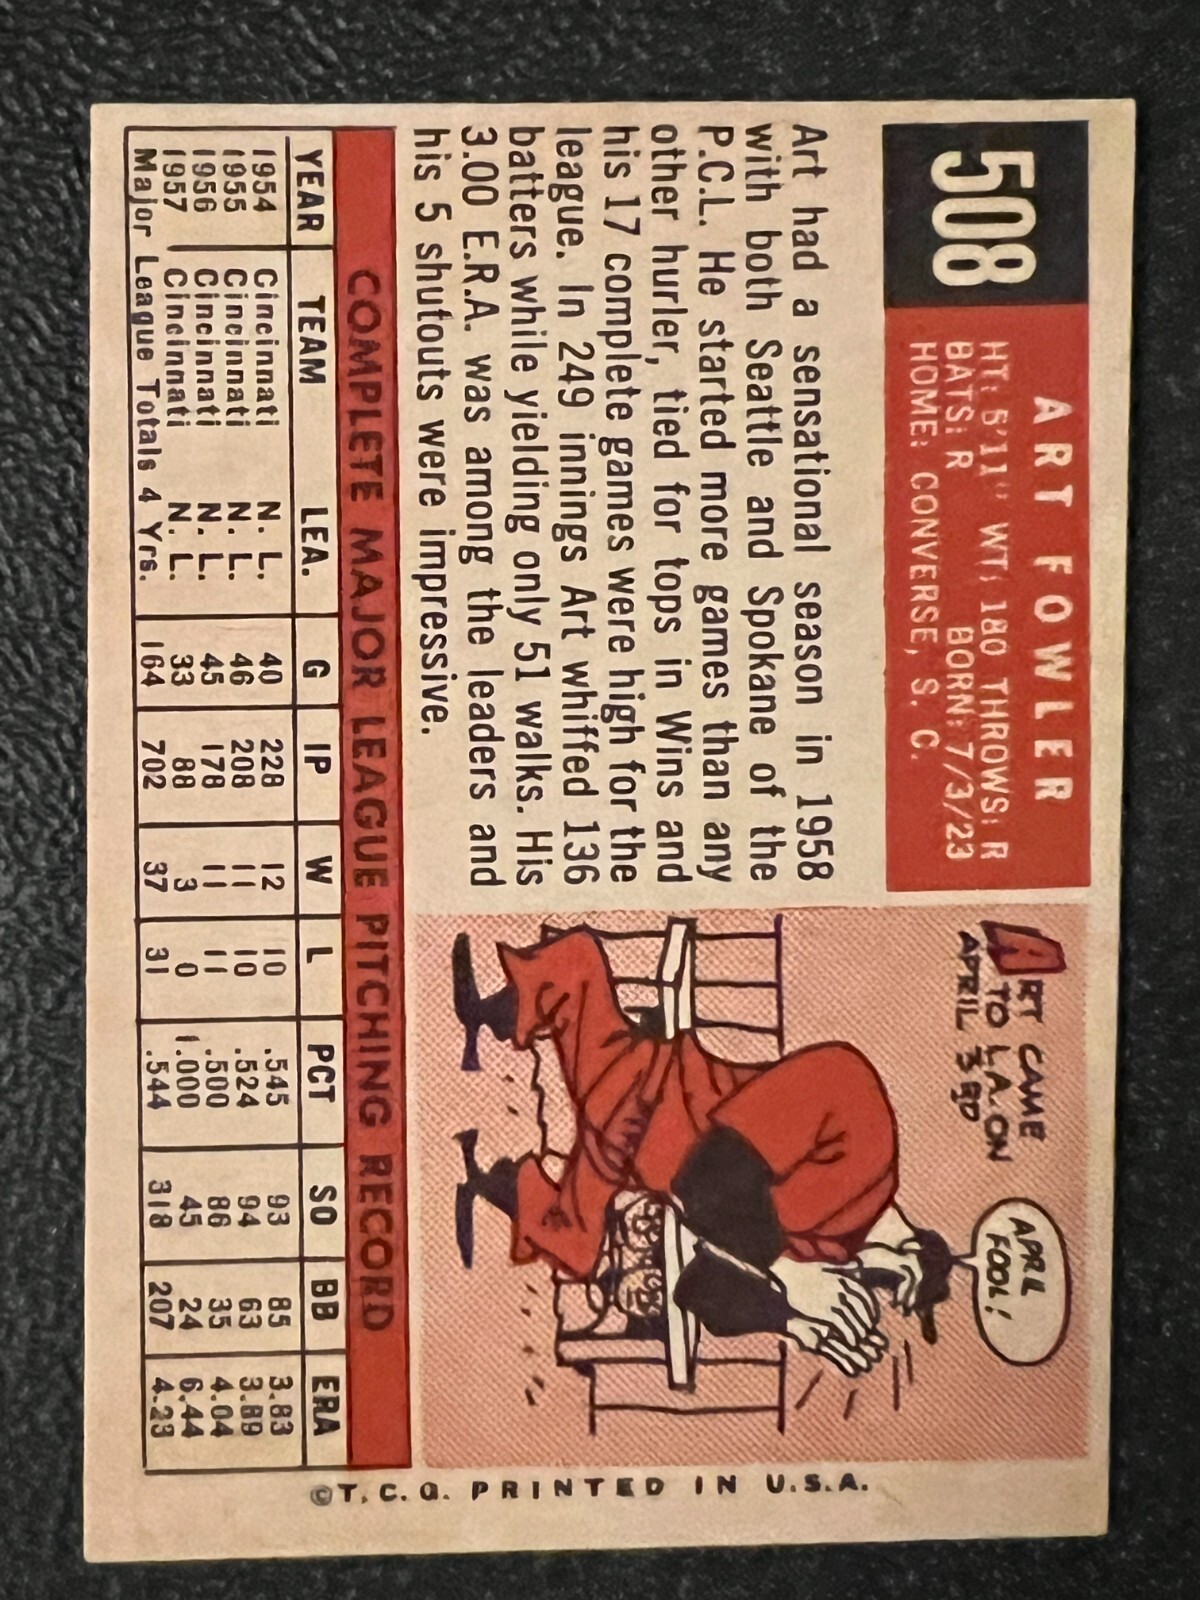 508
ART FOWLER
HT: 5'11" WT: 180 THROWS: R
BATS: R BORN: 7/3/23
HOME: CONVERSE, S. C.
Art had a sensational season in 1958
with both Seattle and Spokane of the
P.C.L. He started more games than any
other hurler, tied for tops in Wins and
his 17 complete games were high for the
league. In 249 innings Art whiffed 136
batters while yielding only 51 walks. His
3.00 E.R.A. was among the leaders and
his 5 shutouts were impressive.
ART CAME
TO L.A. ON
APRIL 3RD
APRIL
FOOL!
COMPLETE MAJOR LEAGUE PITCHING RECORD
YEAR TEAM LEA. G IP W L PCT SO BB ERA
1954 Cincinnati N. L. 40 228 12 10 .545 93 85 3.83
1955 Cincinnati N. L. 46 208 11 10 .524 94 63 3.89
1956 Cincinnati N. L. 45 178 11 11 .500 86 35 4.04
1957 Cincinnati N. L. 33 88 3 0 1.000 45 24 6.44
Major League Totals 4 Yrs. 164 702 37 31 .544 318 207 4.23
©T. C. G. PRINTED IN U.S.A.